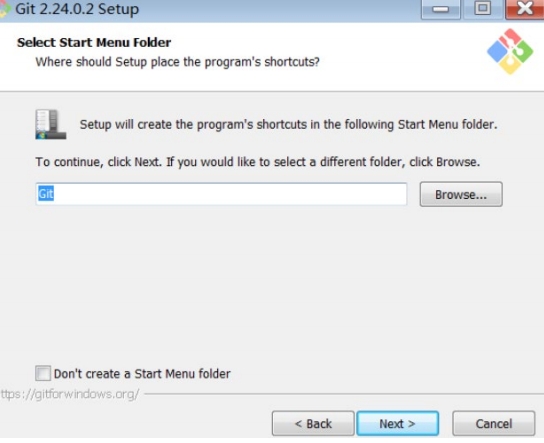 Git 2.24.0.2 Setup
Select Start Menu Folder
Where should Setup place the program's shortcuts?
Setup will create the program's shortcuts in the following Start Menu folder.
To continue, click Next. If you would like to select a different folder, click Browse.
Git
Browse...
Don't create a Start Menu folder
ttps://gitforwindows.org/
< Back
Next >
Cancel